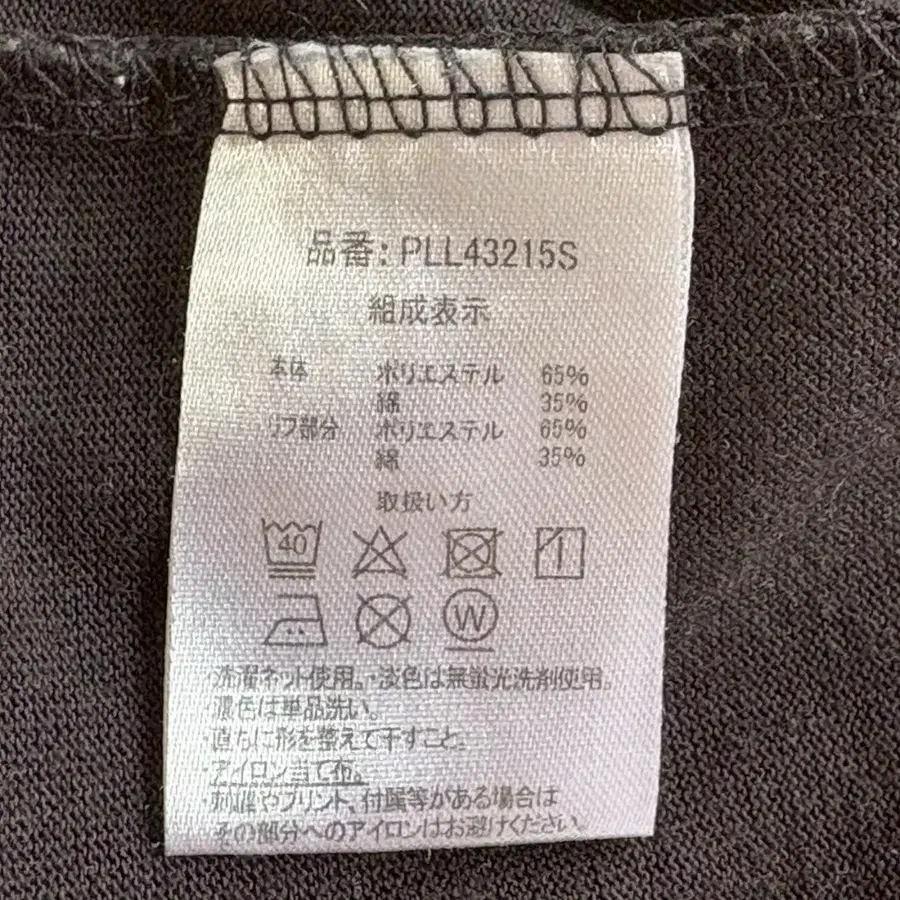 品番: PLL43215S
組成表示
本体 ポリエステル 65%
綿 35%
リブ部分 ポリエステル 65%
綿 35%
取扱い方
40
W
・洗濯ネット使用。・淡色は無蛍光洗剤使用。
・濃色は単品洗い。
・直ちに形を整えて干すこと。
・アイロン当て布。
・刺繍やプリント、付属等がある場合は
その部分へのアイロンはお避けください。